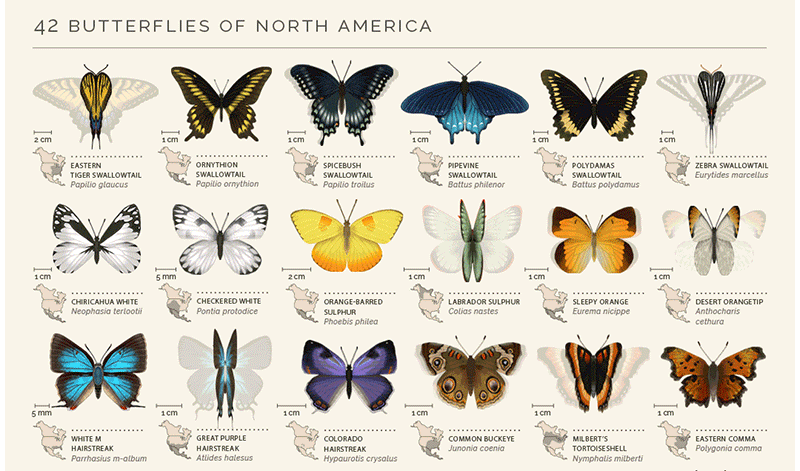 42 BUTTERFLIES OF NORTH AMERICA
2 cm
1 cm
1 cm
1 cm
1 cm
1 cm
EASTERN
TIGER SWALLOWTAIL
Papilio glaucus
ORNYTHION
SWALLOWTAIL
Papilio ornythion
SPICEBUSH
SWALLOWTAIL
Papilio troilus
PIPEVINE
SWALLOWTAIL
Battus philenor
POLYDAMAS
SWALLOWTAIL
Battus polydamus
ZEBRA SWALLOWTAIL
Eurytides marcellus
1 cm
5 mm
2 cm
1 cm
1 cm
1 cm
CHIRICAHUA WHITE
Neophasia terlootii
CHECKERED WHITE
Pontia protodice
ORANGE-BARRED
SULPHUR
Phoebis philea
LABRADOR SULPHUR
Colias nastes
SLEEPY ORANGE
Eurema nicippe
DESERT ORANGETIP
Anthocharis
cethura
5 mm
1 cm
1 cm
1 cm
1 cm
1 cm
WHITE M
HAIRSTREAK
Parrhasius m-album
GREAT PURPLE
HAIRSTREAK
Atlides halesus
COLORADO
HAIRSTREAK
Hypaurotis crysalus
COMMON BUCKEYE
Junonia coenia
MILBERT'S
TORTOISESHELL
Nymphalis milberti
EASTERN COMMA
Polygonia comma